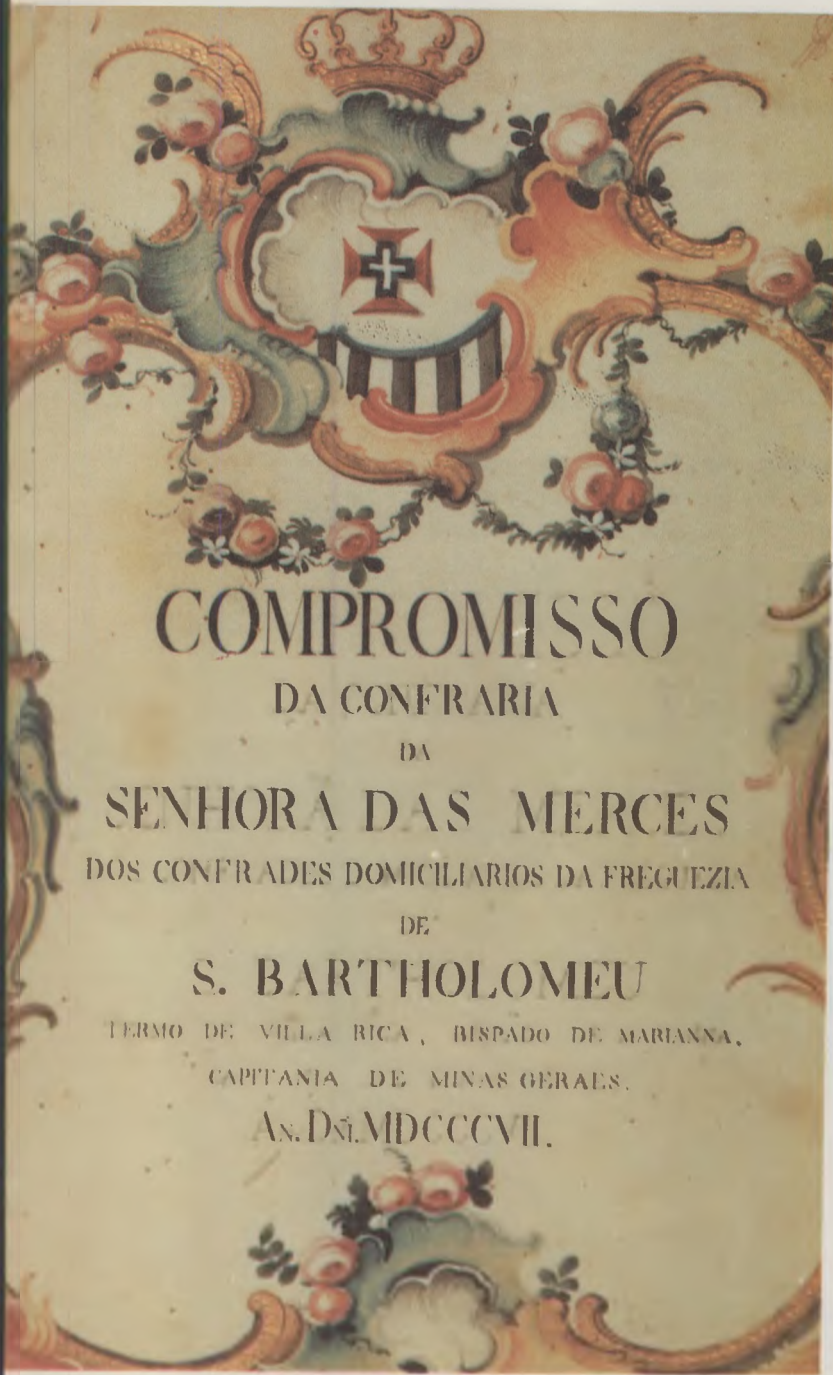 COMPROMISSO
DA CONFRARIA
DA
SENHORA DAS MERCES
DOS CONFRADES DOMICILIARIOS DA FREGUEZIA
DE
S. BARTHOLOMEU
TERMO DE VILLA RICA, BISPADO DE MARIANNA,
CAPITANIA DE MINAS GERAES.
AN. DÑI. MDCCCVII.